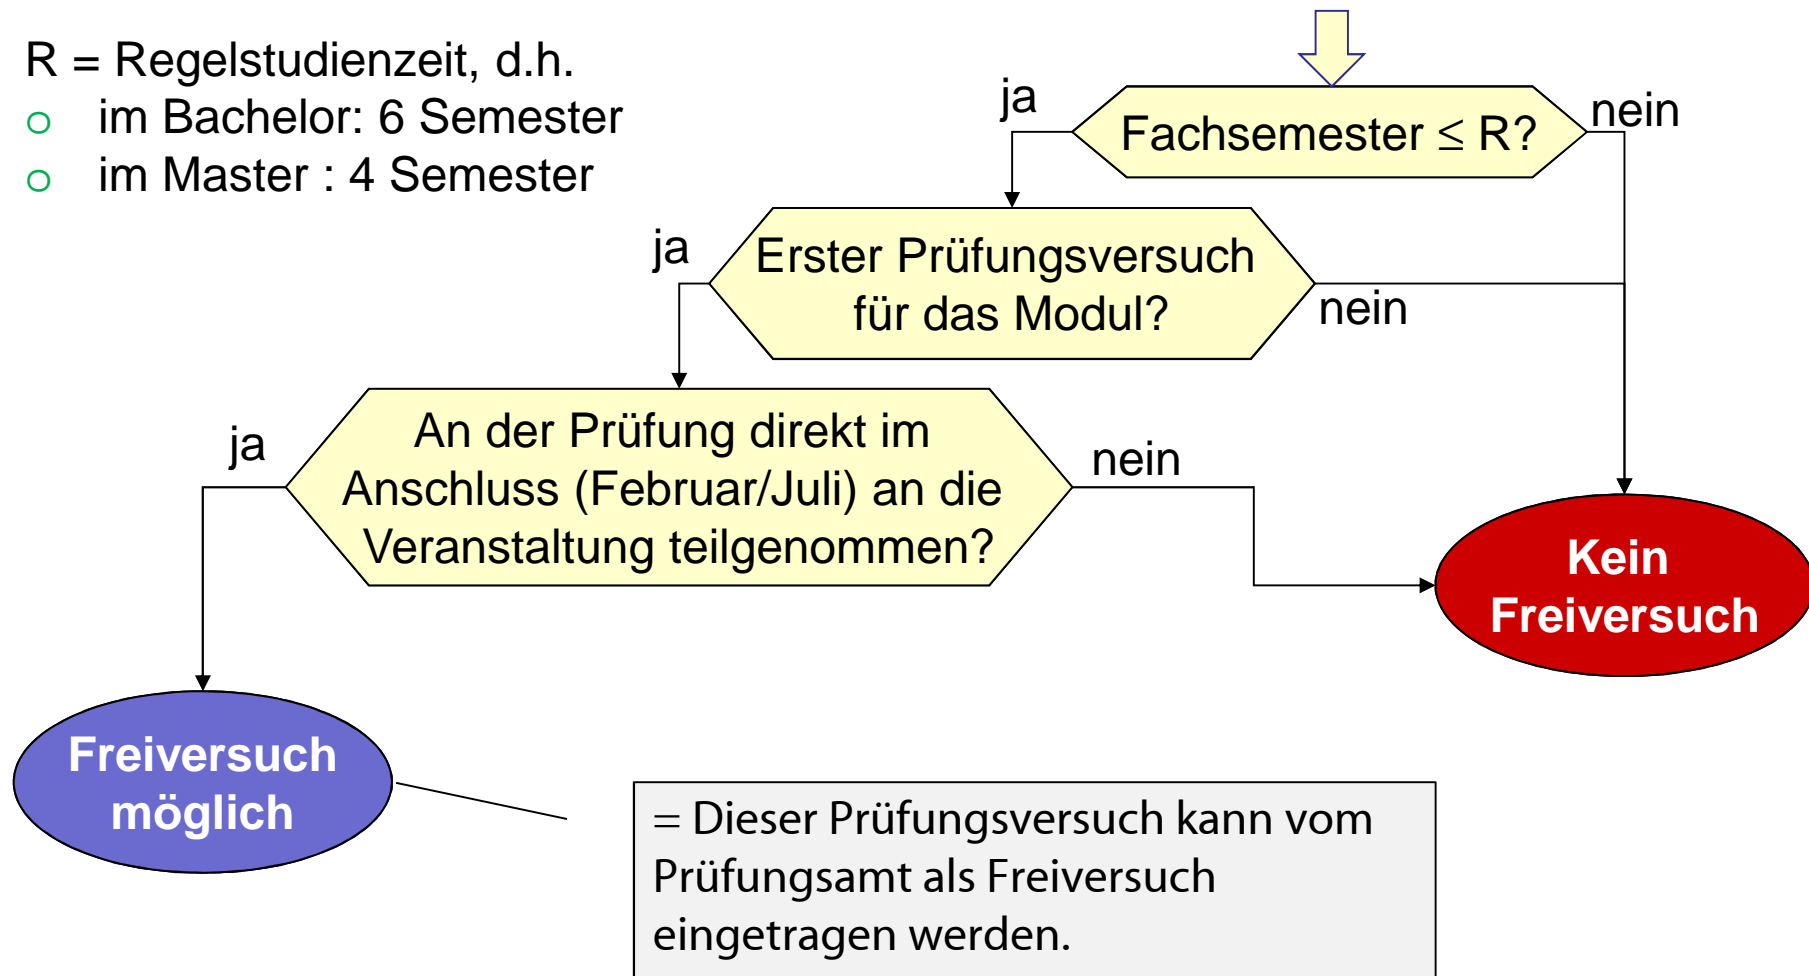 R = Regelstudienzeit, d.h.
o im Bachelor: 6 Semester
o im Master : 4 Semester
ja
Fachsemester ≤ R?
nein
ja
Erster Prüfungsversuch
für das Modul?
nein
ja
An der Prüfung direkt im
Anschluss (Februar/Juli) an die
Veranstaltung teilgenommen?
nein
Kein
Freiversuch
Freiversuch
möglich
= Dieser Prüfungsversuch kann vom
Prüfungsamt als Freiversuch
eingetragen werden.